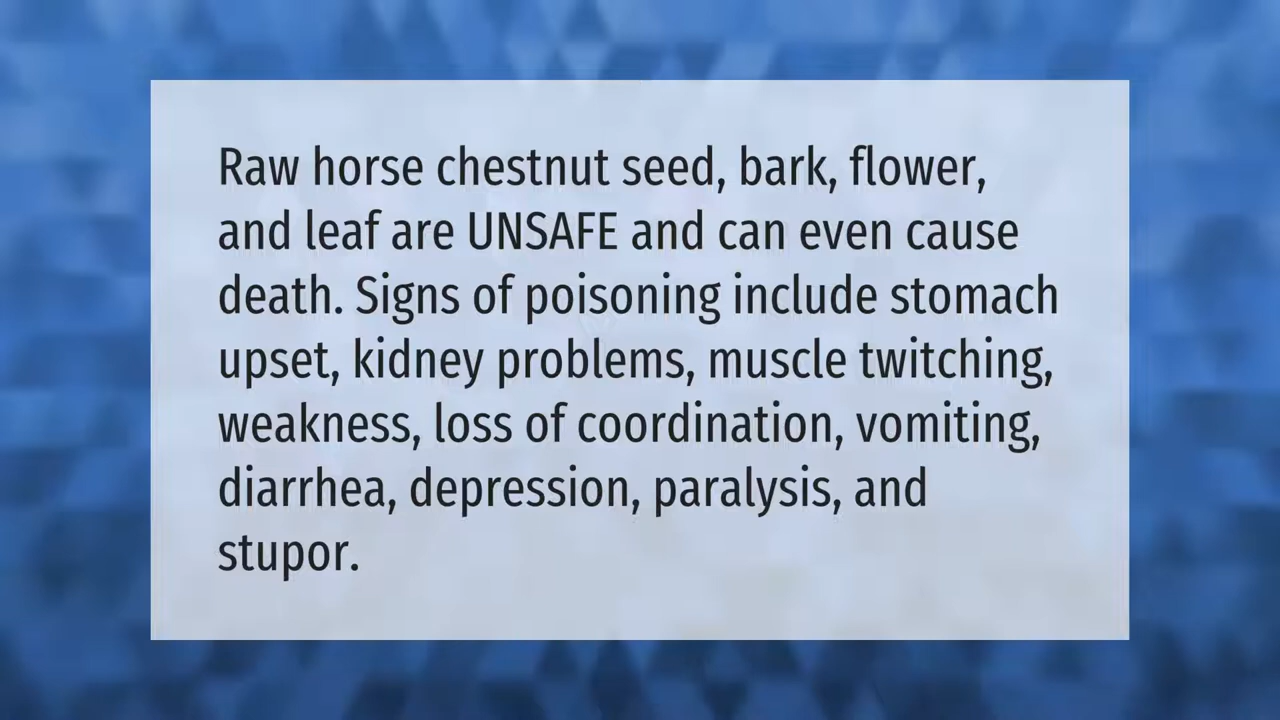 Raw horse chestnut seed, bark, flower,
and leaf are UNSAFE and can even cause
death. Signs of poisoning include stomach
upset, kidney problems, muscle twitching,
weakness, loss of coordination, vomiting,
diarrhea, depression, paralysis, and
stupor.